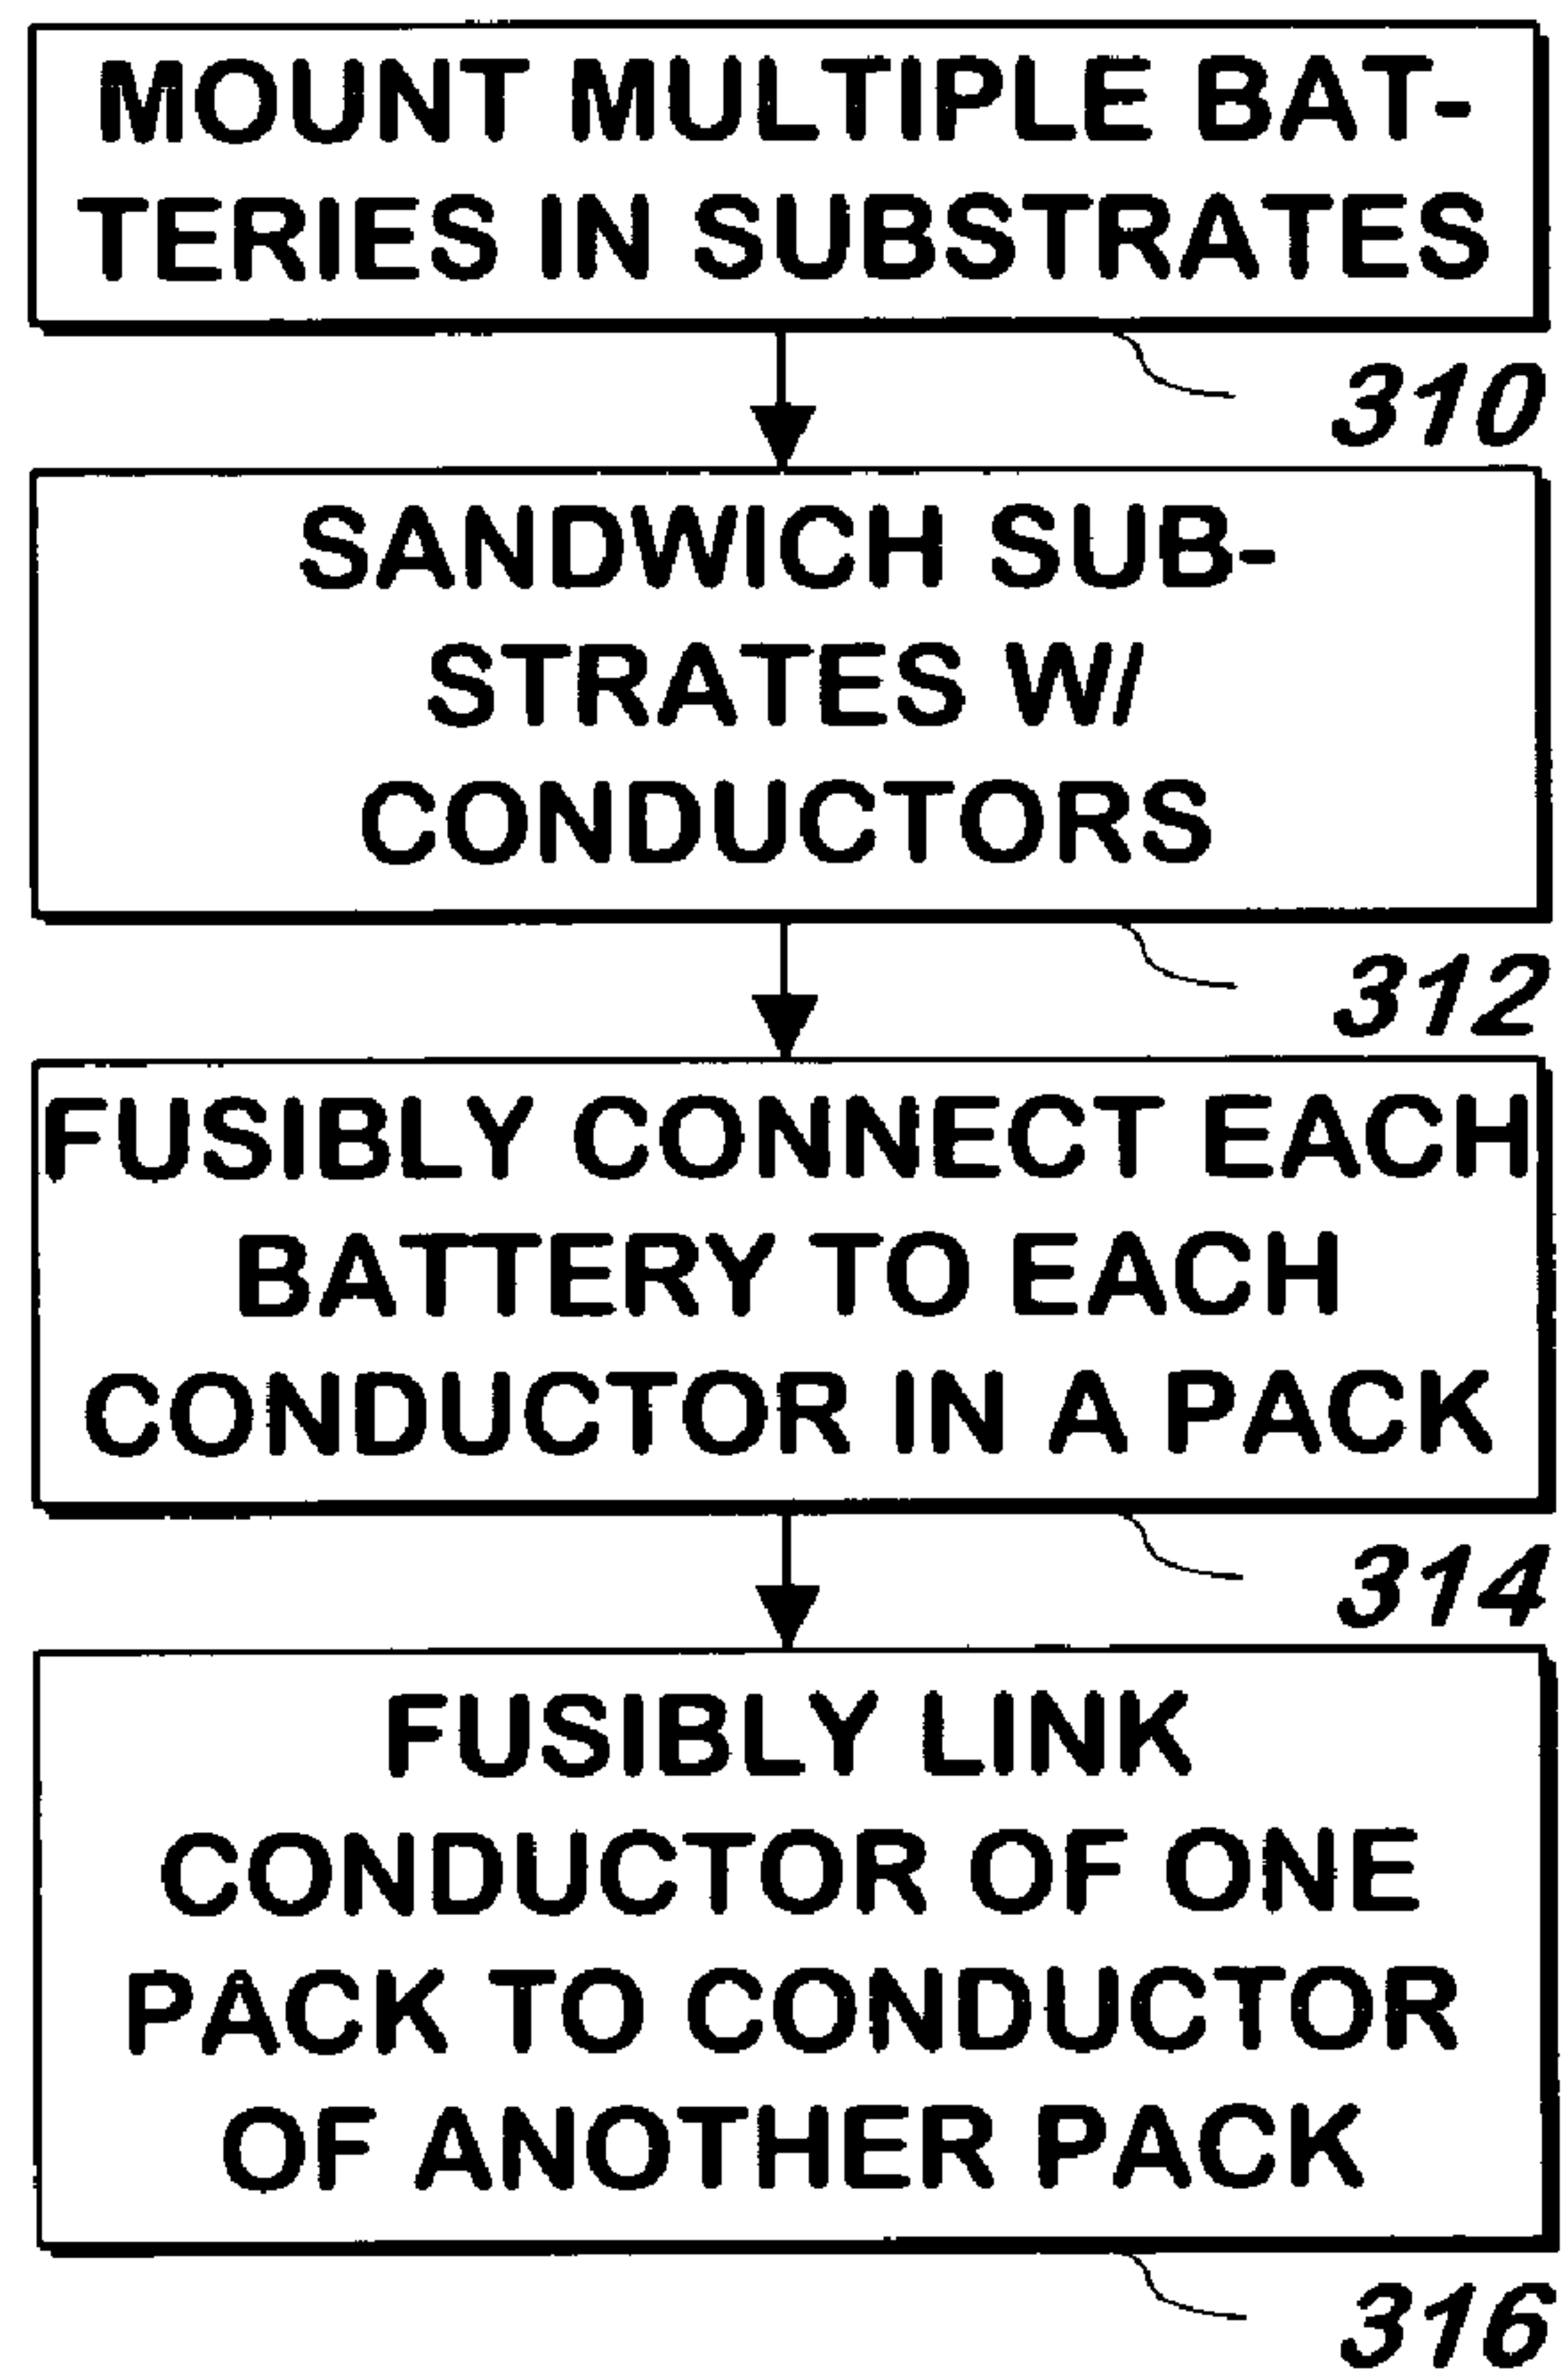 MOUNT MULTIPLE BAT-
TERIES IN SUBSTRATES
310
SANDWICH SUB-
STRATES W/
CONDUCTORS
312
FUSIBLY CONNECT EACH
BATTERY TO EACH
CONDUCTOR IN A PACK
314
FUSIBLY LINK
CONDUCTOR OF ONE
PACK TO CONDUCTOR
OF ANOTHER PACK
316